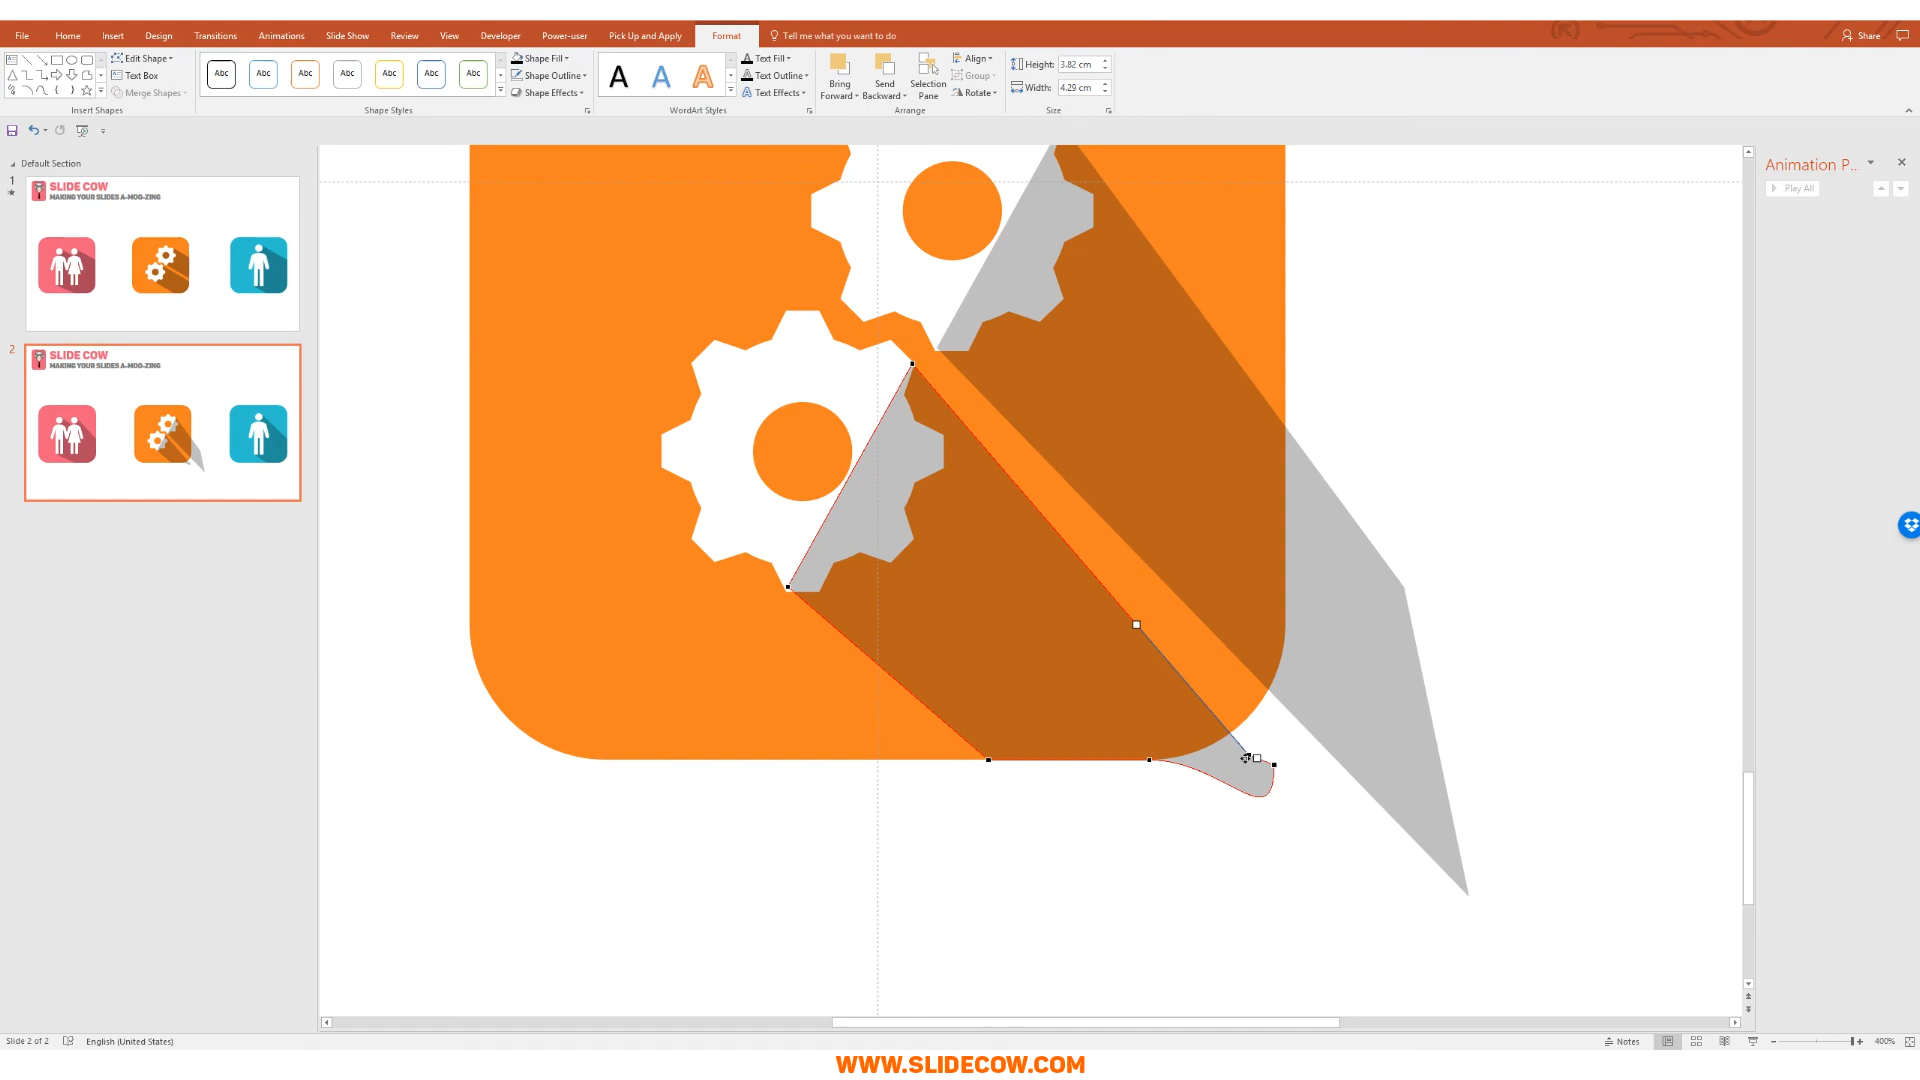 File Home Insert Design Transitions Animations Slide Show Review View Developer Power-user Pick Up and Apply Format Tell me what you want to do Share
Edit Shape
Text Box
Merge Shapes
Insert Shapes
Abc Abc Abc Abc Abc Abc Abc
Shape Fill
Shape Outline
Shape Effects
Shape Styles
A A A
Text Fill
Text Outline
Text Effects
WordArt Styles
Bring Forward
Send Backward
Selection Pane
Align
Group
Rotate
Arrange
Height: 3.82 cm
Width: 4.29 cm
Size
Default Section
1
SLIDE COW
MAKING YOUR SLIDES A-MOO-ZING
2
SLIDE COW
MAKING YOUR SLIDES A-MOO-ZING
Animation P...
Play All
Slide 2 of 2 English (United States) Notes 400%
WWW.SLIDECOW.COM